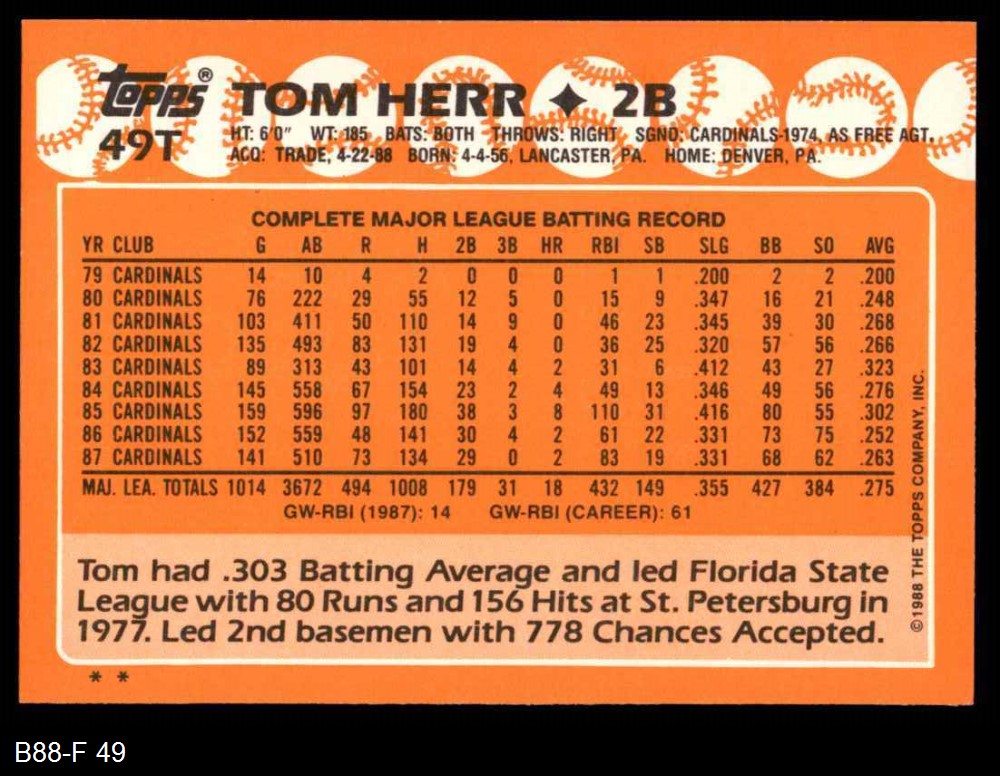 topps® TOM HERR ✦ 2B
49T HT: 6'0" WT: 185 BATS: BOTH THROWS: RIGHT SGND: CARDINALS-1974, AS FREE AGT.
ACQ: TRADE, 4-22-88 BORN: 4-4-56, LANCASTER, PA. HOME: DENVER, PA.
COMPLETE MAJOR LEAGUE BATTING RECORD
YR CLUB G AB R H 2B 3B HR RBI SB SLG BB SO AVG
79 CARDINALS 14 10 4 2 0 0 0 1 1 .200 2 2 .200
80 CARDINALS 76 222 29 55 12 5 0 15 9 .347 16 21 .248
81 CARDINALS 103 411 50 110 14 9 0 46 23 .345 39 30 .268
82 CARDINALS 135 493 83 131 19 4 0 36 25 .320 57 56 .266
83 CARDINALS 89 313 43 101 14 4 2 31 6 .412 43 27 .323
84 CARDINALS 145 558 67 154 23 2 4 49 13 .346 49 56 .276
85 CARDINALS 159 596 97 180 38 3 8 110 31 .416 80 55 .302
86 CARDINALS 152 559 48 141 30 4 2 61 22 .331 73 75 .252
87 CARDINALS 141 510 73 134 29 0 2 83 19 .331 68 62 .263
MAJ. LEA. TOTALS 1014 3672 494 1008 179 31 18 432 149 .355 427 384 .275
GW-RBI (1987): 14 GW-RBI (CAREER): 61
Tom had .303 Batting Average and led Florida State
League with 80 Runs and 156 Hits at St. Petersburg in
1977. Led 2nd basemen with 778 Chances Accepted.
©1988 THE TOPPS COMPANY, INC.
* *
B88-F 49